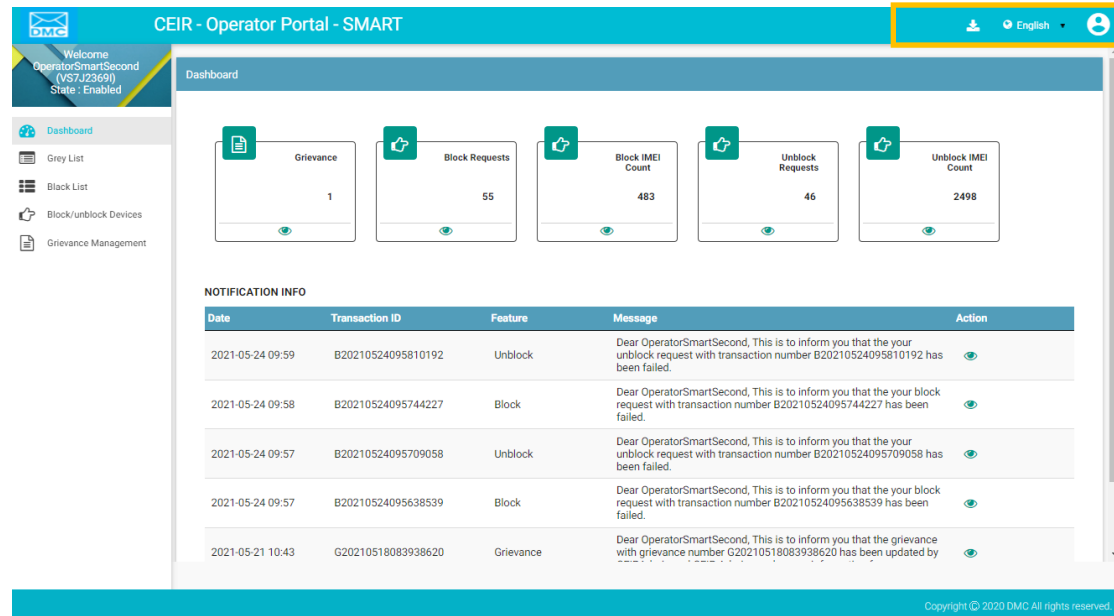 DMC
CEIR - Operator Portal - SMART
English
Welcome
OperatorSmartSecond
(VS7J2369I)
State : Enabled
Dashboard
Grey List
Black List
Block/unblock Devices
Grievance Management
Dashboard
Grievance
1
Block Requests
55
Block IMEI
Count
483
Unblock
Requests
46
Unblock IMEI
Count
2498
NOTIFICATION INFO
Date Transaction ID Feature Message Action
2021-05-24 09:59 B20210524095810192 Unblock
Dear OperatorSmartSecond, This is to inform you that the your
unblock request with transaction number B20210524095810192 has
been failed.
2021-05-24 09:58 B20210524095744227 Block
Dear OperatorSmartSecond, This is to inform you that the your block
request with transaction number B20210524095744227 has been
failed.
2021-05-24 09:57 B20210524095709058 Unblock
Dear OperatorSmartSecond, This is to inform you that the your
unblock request with transaction number B20210524095709058 has
been failed.
2021-05-24 09:57 B20210524095638539 Block
Dear OperatorSmartSecond, This is to inform you that the your block
request with transaction number B20210524095638539 has been
failed.
2021-05-21 10:43 G20210518083938620 Grievance
Dear OperatorSmartSecond, This is to inform you that the grievance
with grievance number G20210518083938620 has been updated by
Copyright © 2020 DMC All rights reserved.